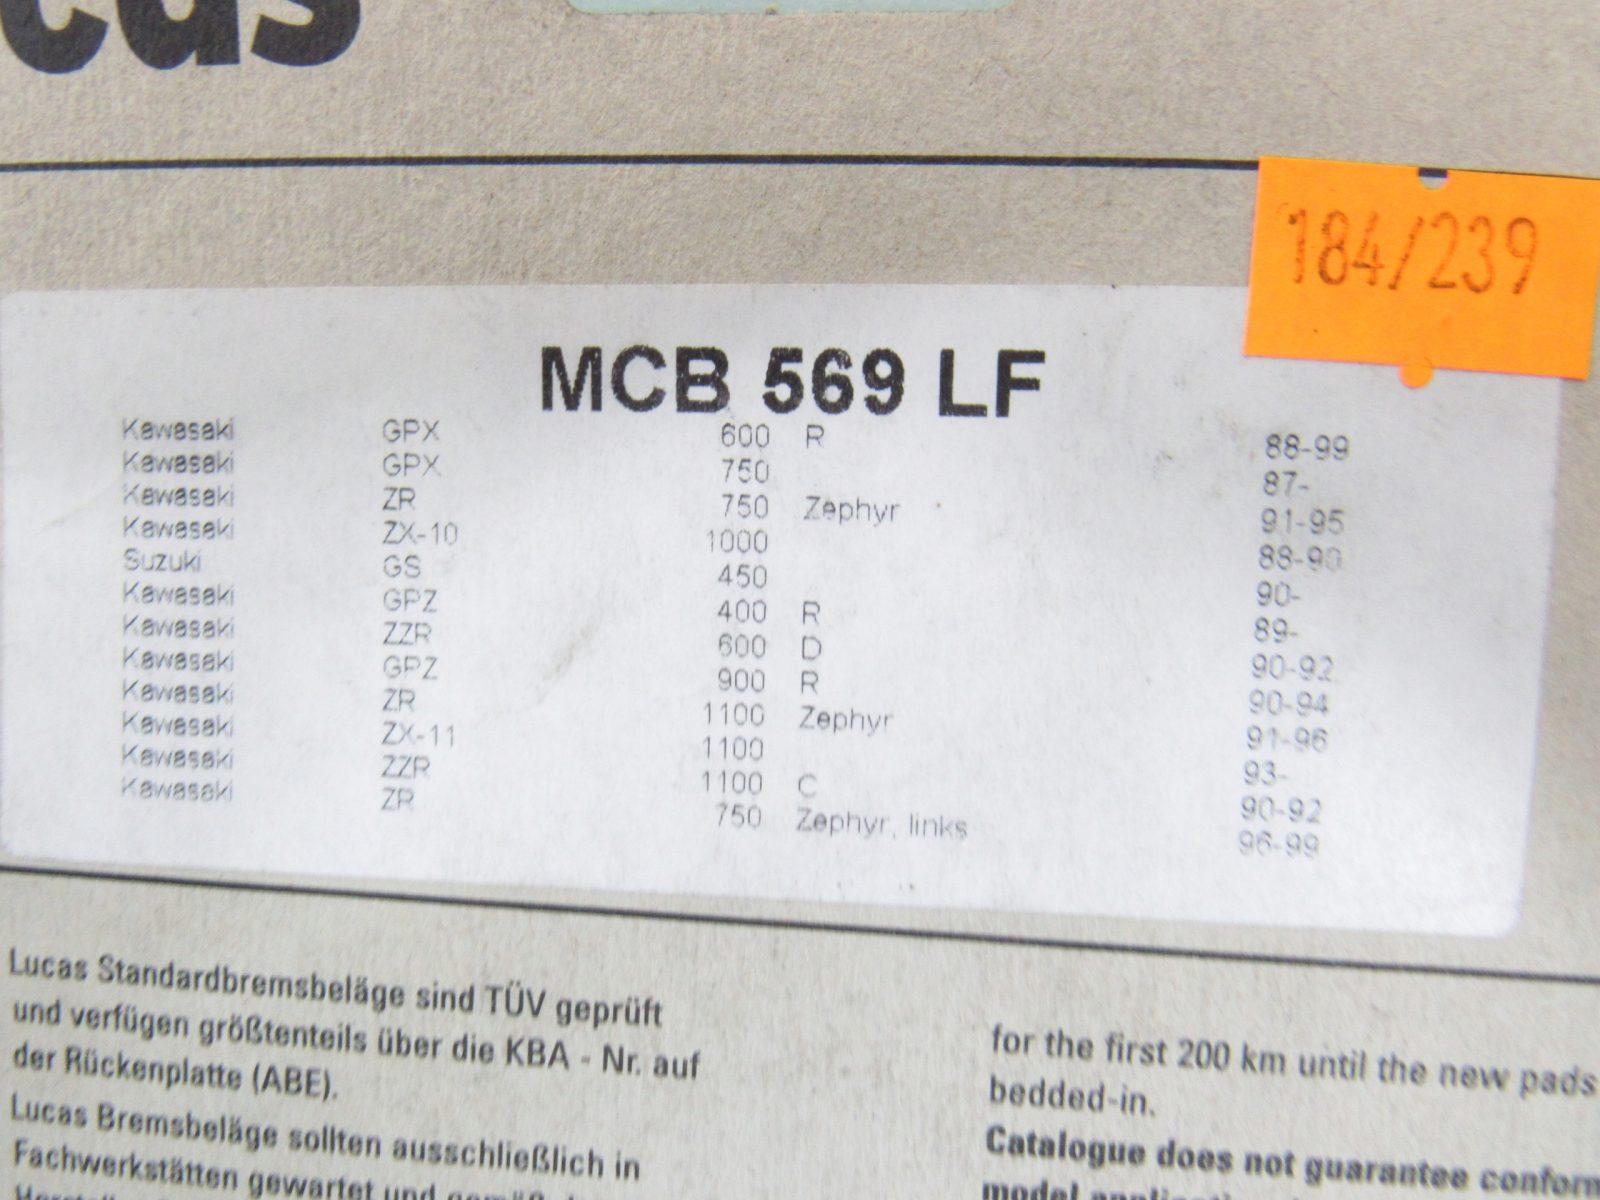 cas
184/239
MCB 569 LF
Kawasaki GPX 600 R 88-99
Kawasaki GPX 750 87-
Kawasaki ZR 750 Zephyr 91-95
Kawasaki ZX-10 1000 88-90
Suzuki GS 450 90-
Kawasaki GPZ 400 R 89-
Kawasaki ZZR 600 D 90-92
Kawasaki GPZ 900 R 90-94
Kawasaki ZR 1100 Zephyr 91-96
Kawasaki ZX-11 1100 93-
Kawasaki ZZR 1100 C 90-92
Kawasaki ZR 750 Zephyr, links 96-99
Lucas Standardbremsbeläge sind TÜV geprüft
und verfügen größtenteils über die KBA - Nr. auf
der Rückenplatte (ABE).
Lucas Bremsbeläge sollten ausschließlich in
Fachwerkstätten gewartet und
for the first 200 km until the new pads
bedded-in.
Catalogue does not guarantee conform
model